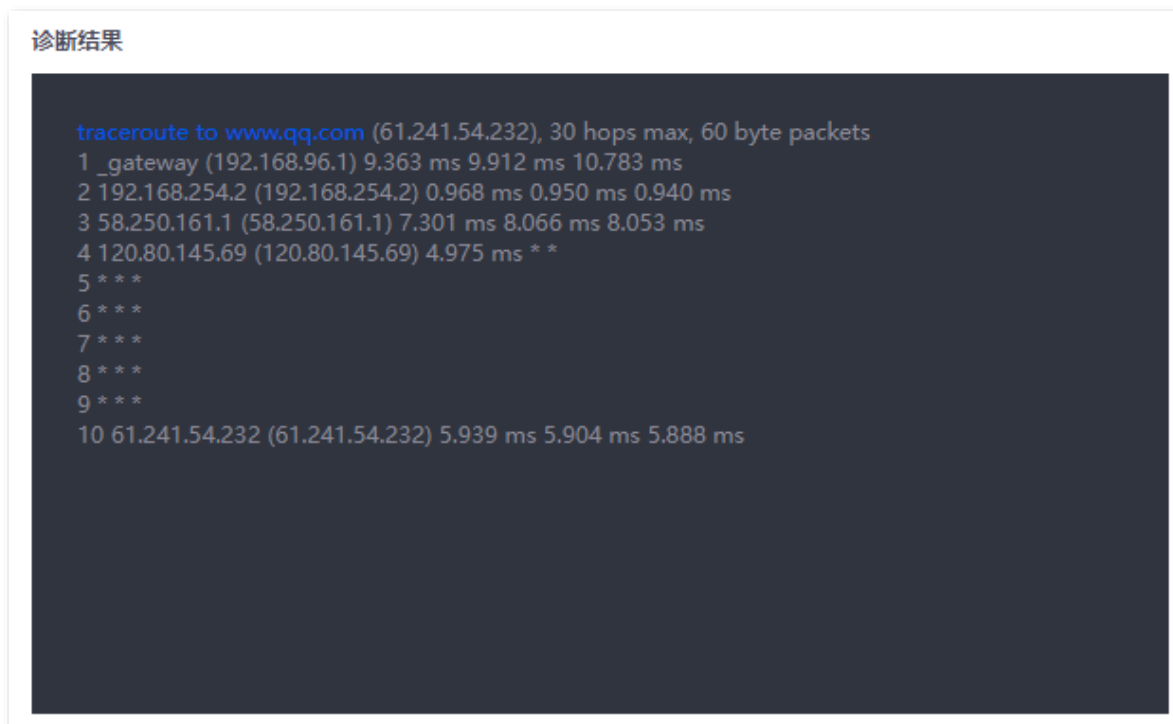 诊断结果
traceroute to www.qq.com (61.241.54.232), 30 hops max, 60 byte packets
1 _gateway (192.168.96.1) 9.363 ms 9.912 ms 10.783 ms
2 192.168.254.2 (192.168.254.2) 0.968 ms 0.950 ms 0.940 ms
3 58.250.161.1 (58.250.161.1) 7.301 ms 8.066 ms 8.053 ms
4 120.80.145.69 (120.80.145.69) 4.975 ms * *
5 * * *
6 * * *
7 * * *
8 * * *
9 * * *
10 61.241.54.232 (61.241.54.232) 5.939 ms 5.904 ms 5.888 ms